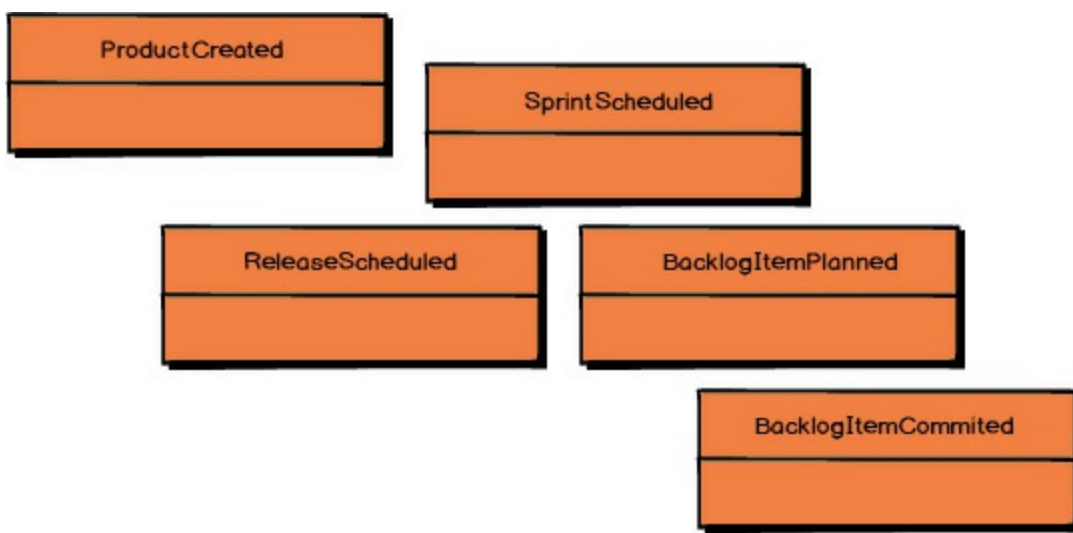 ProductCreated
SprintScheduled
ReleaseScheduled
BacklogItemPlanned
BacklogItemCommited